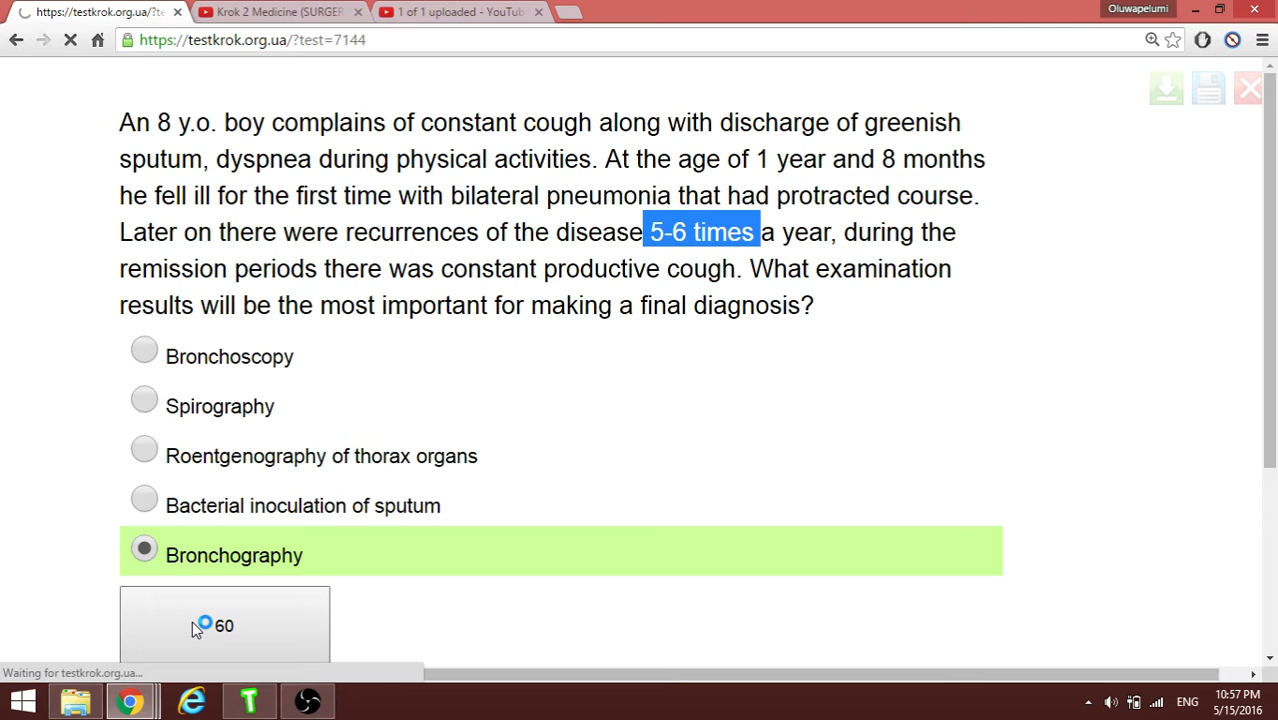 https://testkrok.org.ua/?te
Krok 2 Medicine (SURGER
1 of 1 uploaded - YouTub
Oluwapelumi
https://testkrok.org.ua/?test=7144
An 8 y.o. boy complains of constant cough along with discharge of greenish
sputum, dyspnea during physical activities. At the age of 1 year and 8 months
he fell ill for the first time with bilateral pneumonia that had protracted course.
Later on there were recurrences of the disease 5-6 times a year, during the
remission periods there was constant productive cough. What examination
results will be the most important for making a final diagnosis?
Bronchoscopy
Spirography
Roentgenography of thorax organs
Bacterial inoculation of sputum
Bronchography
60
Waiting for testkrok.org.ua...
ENG
10:57 PM
5/15/2016